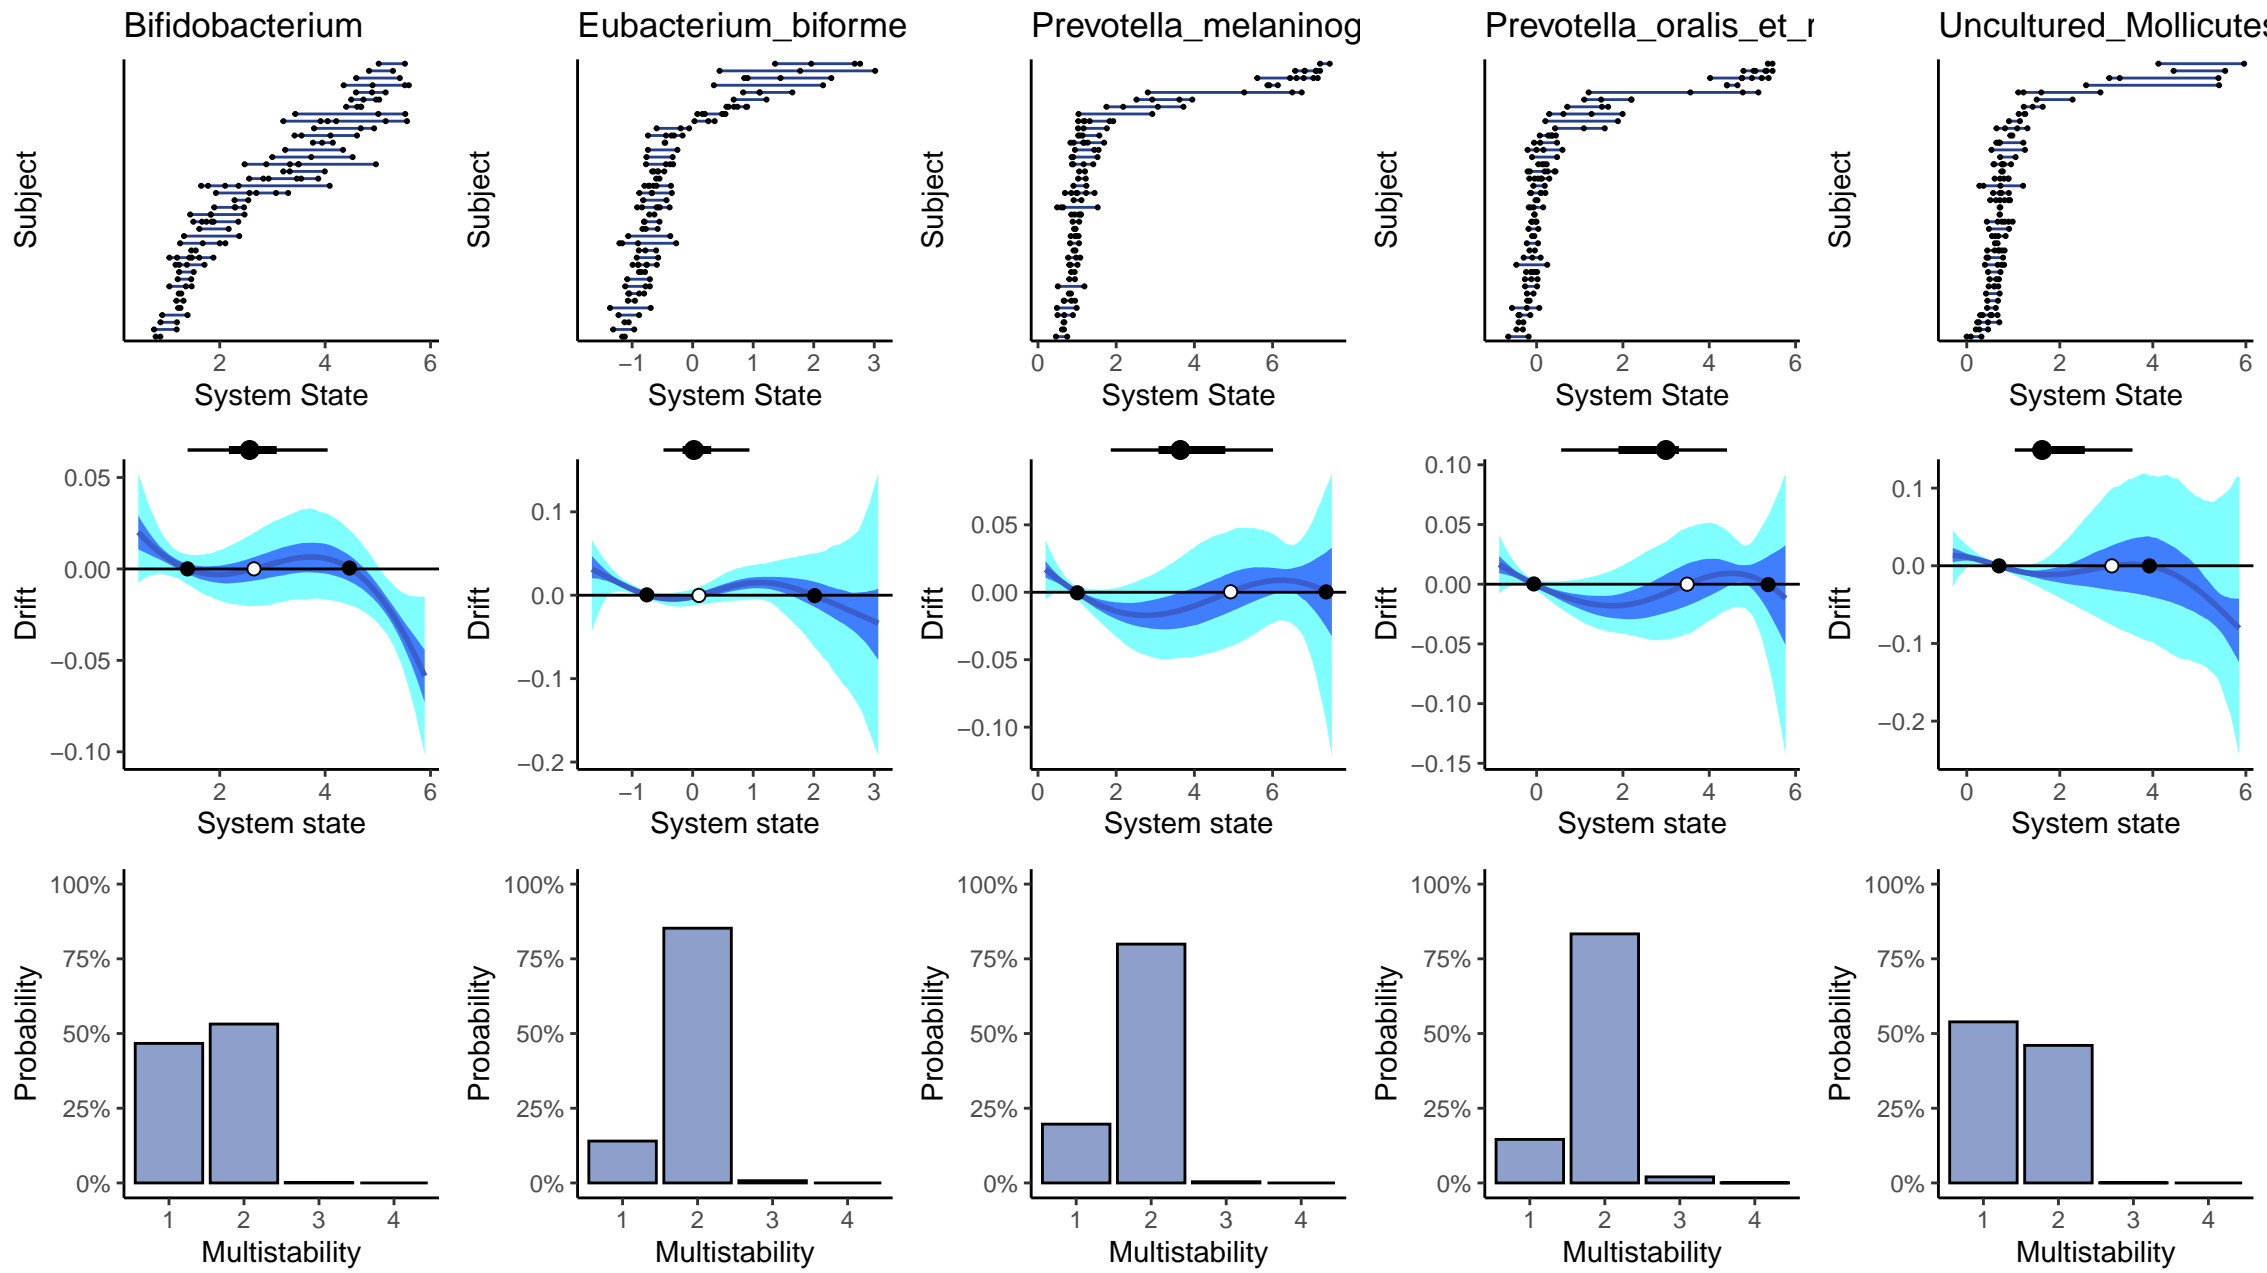 Bifidobacterium
Eubacterium_biforme
Prevotella_melaninog
Prevotella_oralis_et_r
Uncultured_Mollicutes
Subject
Subject
Subject
Subject
Subject
2 4 6
−1 0 1 2 3
0 2 4 6
0 2 4 6
0 2 4 6
System State
System State
System State
System State
System State
Drift
0.05
0.00
−0.05
−0.10
2 4 6
System state
Drift
0.1
0.0
−0.1
−0.2
−1 0 1 2 3
System state
Drift
0.05
0.00
−0.05
−0.10
0 2 4 6
System state
Drift
0.10
0.05
0.00
−0.05
−0.10
−0.15
0 2 4 6
System state
Drift
0.1
0.0
−0.1
−0.2
0 2 4 6
System state
Probability
100%
75%
50%
25%
0%
1 2 3 4
Multistability
Probability
100%
75%
50%
25%
0%
1 2 3 4
Multistability
Probability
100%
75%
50%
25%
0%
1 2 3 4
Multistability
Probability
100%
75%
50%
25%
0%
1 2 3 4
Multistability
Probability
100%
75%
50%
25%
0%
1 2 3 4
Multistability